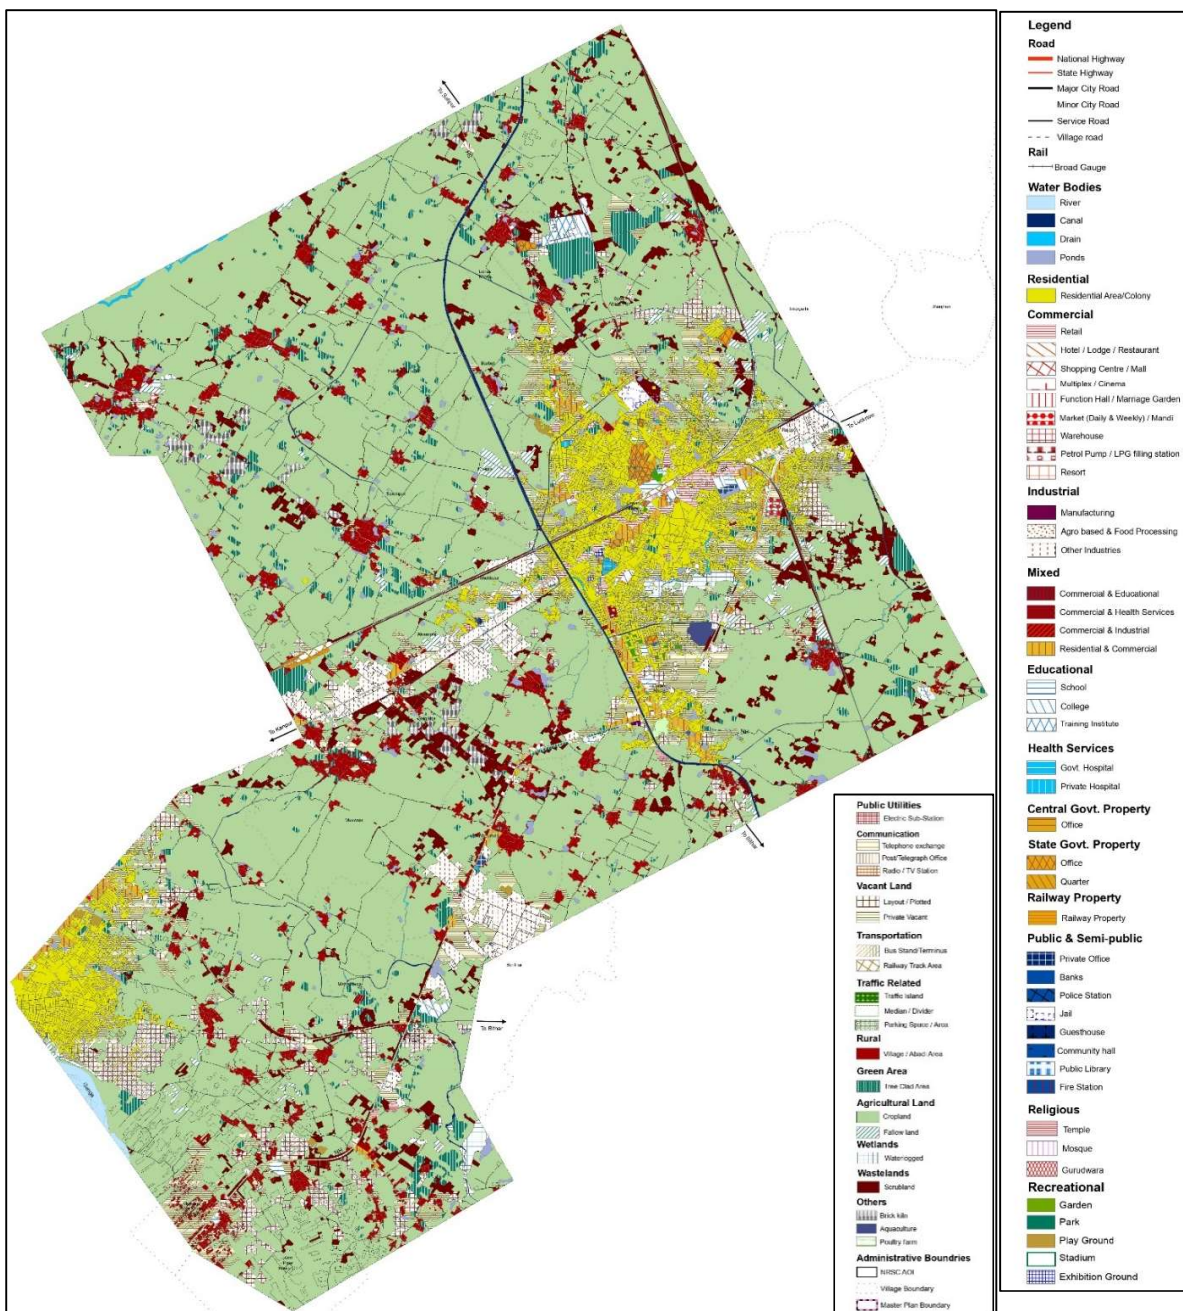 To Lucknow
To Kanpur
Ganga
Legend
Road
National Highway
State Highway
Major City Road
Minor City Road
Service Road
Village road
Rail
Broad Gauge
Water Bodies
River
Canal
Drain
Ponds
Residential
Residential Area/Colony
Commercial
Retail
Hotel / Lodge / Restaurant
Shopping Centre / Mall
Multiplex / Cinema
Function Hall / Marriage Garden
Market (Daily & Weekly) / Mandi
Warehouse
Petrol Pump / LPG filling station
Resort
Industrial
Manufacturing
Agro based & Food Processing
Other Industries
Mixed
Commercial & Educational
Commercial & Health Services
Commercial & Industrial
Residential & Commercial
Educational
School
College
Training Institute
Health Services
Govt. Hospital
Private Hospital
Central Govt. Property
Office
State Govt. Property
Office
Quarter
Railway Property
Railway Property
Public & Semi-public
Private Office
Banks
Police Station
Jail
Guesthouse
Community hall
Public Library
Fire Station
Religious
Temple
Mosque
Gurudwara
Recreational
Garden
Park
Play Ground
Stadium
Exhibition Ground
Public Utilities
Electric Sub-Station
Communication
Telephone exchange
Post/Telegraph Office
Radio / TV Station
Vacant Land
Layout / Plotted
Private Vacant
Transportation
Bus Stand/Terminus
Railway Track Area
Traffic Related
Traffic Island
Median / Divider
Parking Space / Area
Rural
Village / Abadi Area
Green Area
Tree Clad Area
Agricultural Land
Cropland
Fallow land
Wetlands
Waterlogged
Wastelands
Scrubland
Others
Brick kiln
Aquaculture
Poultry farm
Administrative Boundries
NRSC AOI
Village Boundary
Master Plan Boundary